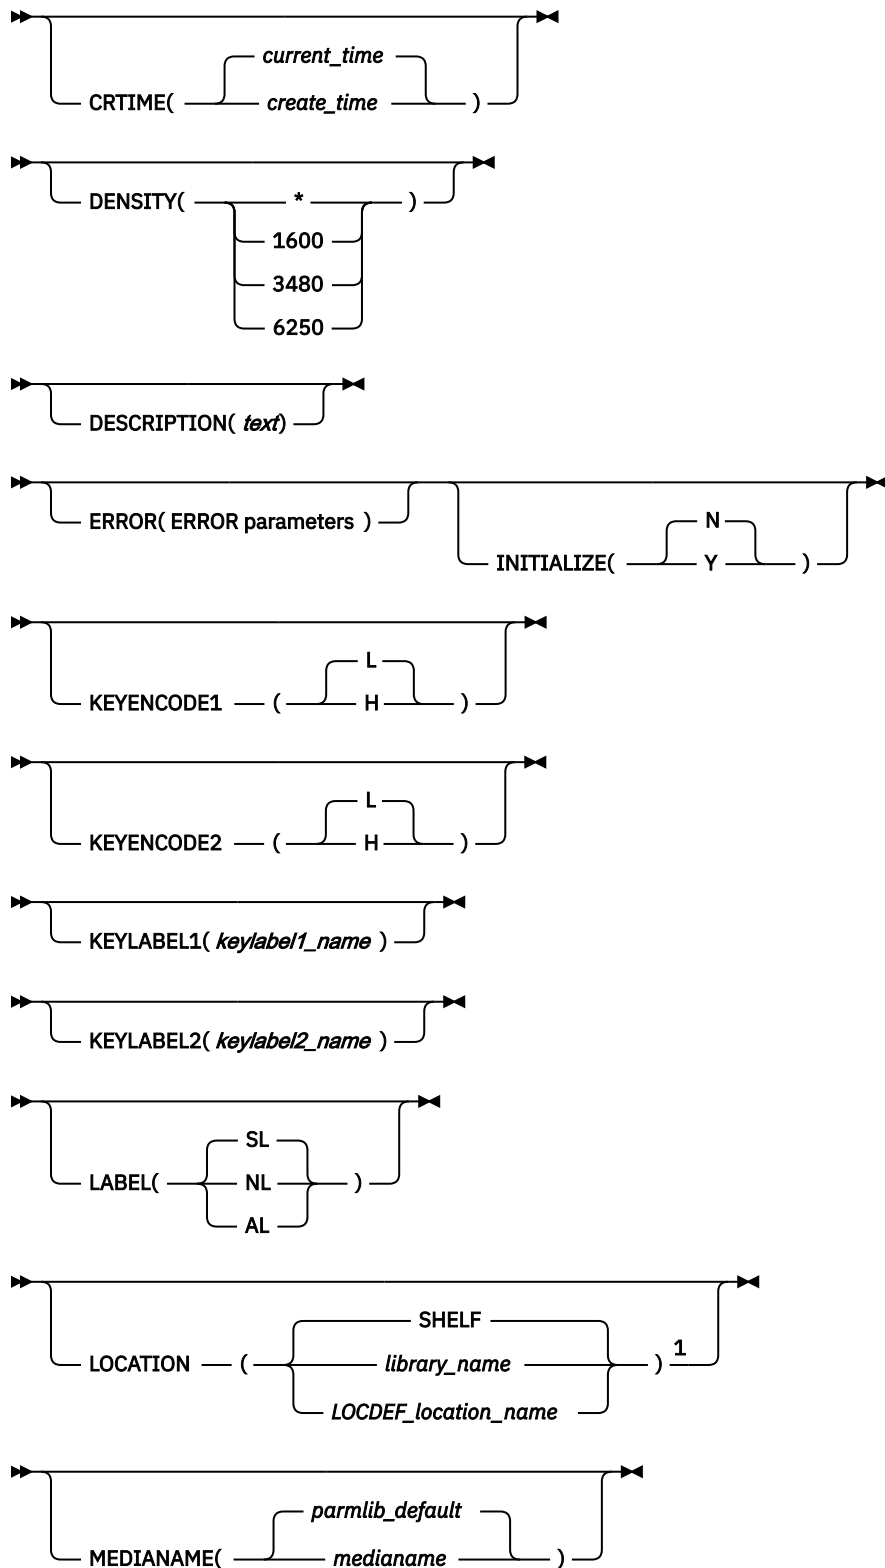 current_time
CRTIME( create_time )
DENSITY( * )
1600
3480
6250
DESCRIPTION( text)
ERROR( ERROR parameters )
N
INITIALIZE( Y )
L
KEYENCODE1 ( H )
L
KEYENCODE2 ( H )
KEYLABEL1( keylabel1_name )
KEYLABEL2( keylabel2_name )
SL
LABEL( NL )
AL
SHELF
LOCATION ( library_name ) 1
LOCDEF_location_name
parmlib_default
MEDIANAME( medianame )